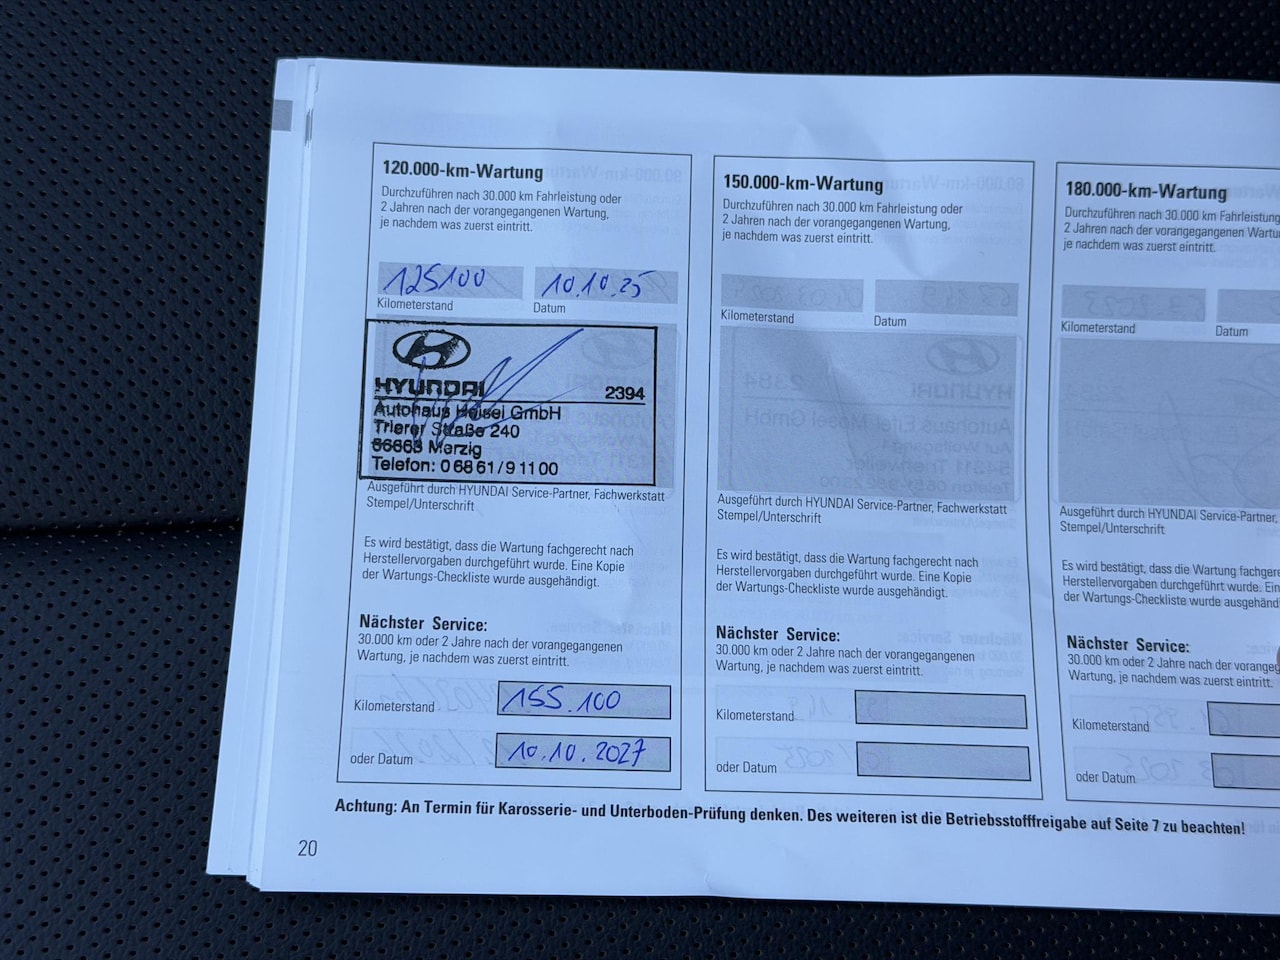 120.000-km-Wartung
Durchzuführen nach 30.000 km Fahrleistung oder
2 Jahren nach der vorangegangenen Wartung,
je nachdem was zuerst eintritt.
125100
10.10.25
Kilometerstand
Datum
HYUNDAI
2394
Autohaus Heisel GmbH
Trierer Straße 240
66663 Merzig
Telefon: 0 68 61 / 9 11 00
Ausgeführt durch HYUNDAI Service-Partner, Fachwerkstatt
Stempel/Unterschrift
Es wird bestätigt, dass die Wartung fachgerecht nach
Herstellervorgaben durchgeführt wurde. Eine Kopie
der Wartungs-Checkliste wurde ausgehändigt.
Nächster Service:
30.000 km oder 2 Jahre nach der vorangegangenen
Wartung, je nachdem was zuerst eintritt.
Kilometerstand
155.100
oder Datum
10.10.2027
150.000-km-Wartung
Durchzuführen nach 30.000 km Fahrleistung oder
2 Jahren nach der vorangegangenen Wartung,
je nachdem was zuerst eintritt.
Kilometerstand
Datum
Ausgeführt durch HYUNDAI Service-Partner, Fachwerkstatt
Stempel/Unterschrift
Es wird bestätigt, dass die Wartung fachgerecht nach
Herstellervorgaben durchgeführt wurde. Eine Kopie
der Wartungs-Checkliste wurde ausgehändigt.
Nächster Service:
30.000 km oder 2 Jahre nach der vorangegangenen
Wartung, je nachdem was zuerst eintritt.
Kilometerstand
oder Datum
180.000-km-Wartung
Durchzuführen nach 30.000 km Fahrleistung
2 Jahren nach der vorangegangenen
je nachdem was zuerst eintritt.
Kilometerstand
Datum
Ausgeführt durch HYUNDAI Service-Partner,
Stempel/Unterschrift
Es wird bestätigt, dass die Wartung
Herstellervorgaben durchgeführt wurde.
der Wartungs-Checkliste wurde
Nächster Service:
30.000 km oder 2 Jahre nach der
Wartung, je nachdem was zuerst eintritt.
Kilometerstand
oder Datum
Achtung: An Termin für Karosserie- und Unterboden-Prüfung denken. Des weiteren ist die Betriebsstofffreigabe auf Seite 7 zu beachten!
20